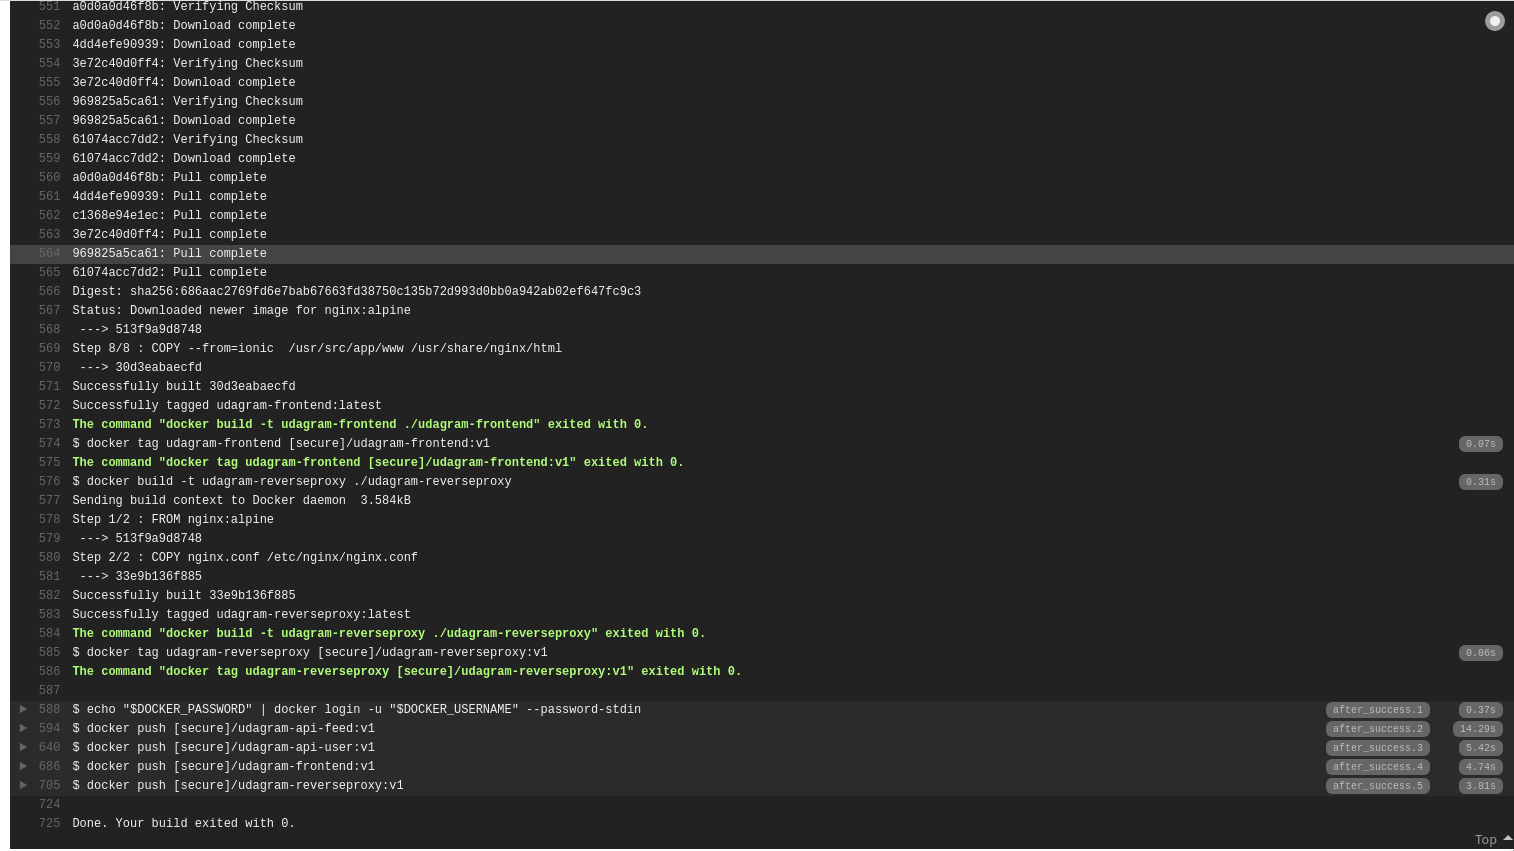 551 a0d0a0d46f8b: Verifying Checksum
552 a0d0a0d46f8b: Download complete
553 4dd4efe90939: Download complete
554 3e72c40d0ff4: Verifying Checksum
555 3e72c40d0ff4: Download complete
556 969825a5ca61: Verifying Checksum
557 969825a5ca61: Download complete
558 61074acc7dd2: Verifying Checksum
559 61074acc7dd2: Download complete
560 a0d0a0d46f8b: Pull complete
561 4dd4efe90939: Pull complete
562 c1368e94e1ec: Pull complete
563 3e72c40d0ff4: Pull complete
564 969825a5ca61: Pull complete
565 61074acc7dd2: Pull complete
566 Digest: sha256:686aac2769fd6e7bab67663fd38750c135b72d993d0bb0a942ab02ef647fc9c3
567 Status: Downloaded newer image for nginx:alpine
568  ---> 513f9a9d8748
569 Step 8/8 : COPY --from=ionic  /usr/src/app/www /usr/share/nginx/html
570  ---> 30d3eabaecfd
571 Successfully built 30d3eabaecfd
572 Successfully tagged udagram-frontend:latest
573 The command "docker build -t udagram-frontend ./udagram-frontend" exited with 0.
574 $ docker tag udagram-frontend [secure]/udagram-frontend:v1 0.07s
575 The command "docker tag udagram-frontend [secure]/udagram-frontend:v1" exited with 0.
576 $ docker build -t udagram-reverseproxy ./udagram-reverseproxy 0.31s
577 Sending build context to Docker daemon  3.584kB
578 Step 1/2 : FROM nginx:alpine
579  ---> 513f9a9d8748
580 Step 2/2 : COPY nginx.conf /etc/nginx/nginx.conf
581  ---> 33e9b136f885
582 Successfully built 33e9b136f885
583 Successfully tagged udagram-reverseproxy:latest
584 The command "docker build -t udagram-reverseproxy ./udagram-reverseproxy" exited with 0.
585 $ docker tag udagram-reverseproxy [secure]/udagram-reverseproxy:v1 0.06s
586 The command "docker tag udagram-reverseproxy [secure]/udagram-reverseproxy:v1" exited with 0.
587
588 $ echo "$DOCKER_PASSWORD" | docker login -u "$DOCKER_USERNAME" --password-stdin after_success.1 0.37s
594 $ docker push [secure]/udagram-api-feed:v1 after_success.2 14.29s
640 $ docker push [secure]/udagram-api-user:v1 after_success.3 5.42s
686 $ docker push [secure]/udagram-frontend:v1 after_success.4 4.74s
705 $ docker push [secure]/udagram-reverseproxy:v1 after_success.5 3.81s
724
725 Done. Your build exited with 0.
Top